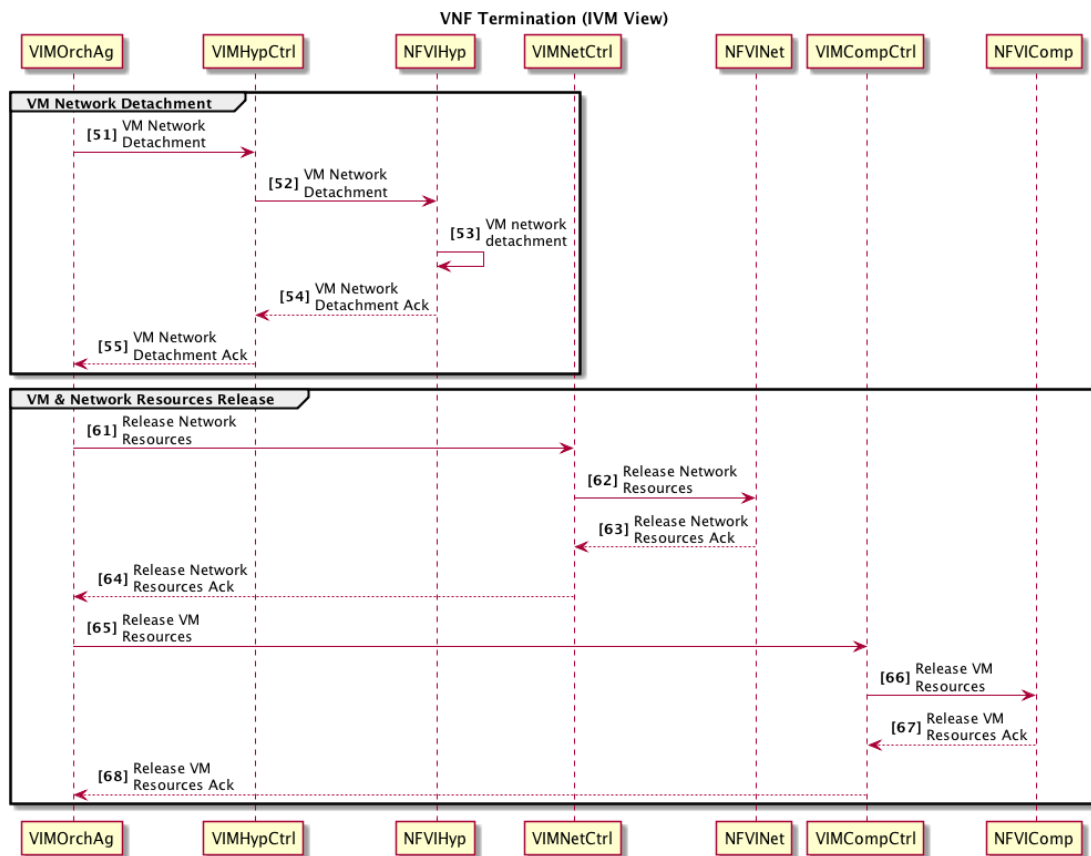 VNF Termination (IVM View)
VIMOrchAg VIMHypCtrl NFVIHyp VIMNetCtrl NFVINet VIMCompCtrl NFVIComp
VM Network Detachment
[51] VM Network
Detachment
[52] VM Network
Detachment
[53] VM network
detachment
[54] VM Network
Detachment Ack
[55] VM Network
Detachment Ack
VM & Network Resources Release
[61] Release Network
Resources
[62] Release Network
Resources
[63] Release Network
Resources Ack
[64] Release Network
Resources Ack
[65] Release VM
Resources
[66] Release VM
Resources
[67] Release VM
Resources Ack
[68] Release VM
Resources Ack
VIMOrchAg VIMHypCtrl NFVIHyp VIMNetCtrl NFVINet VIMCompCtrl NFVIComp